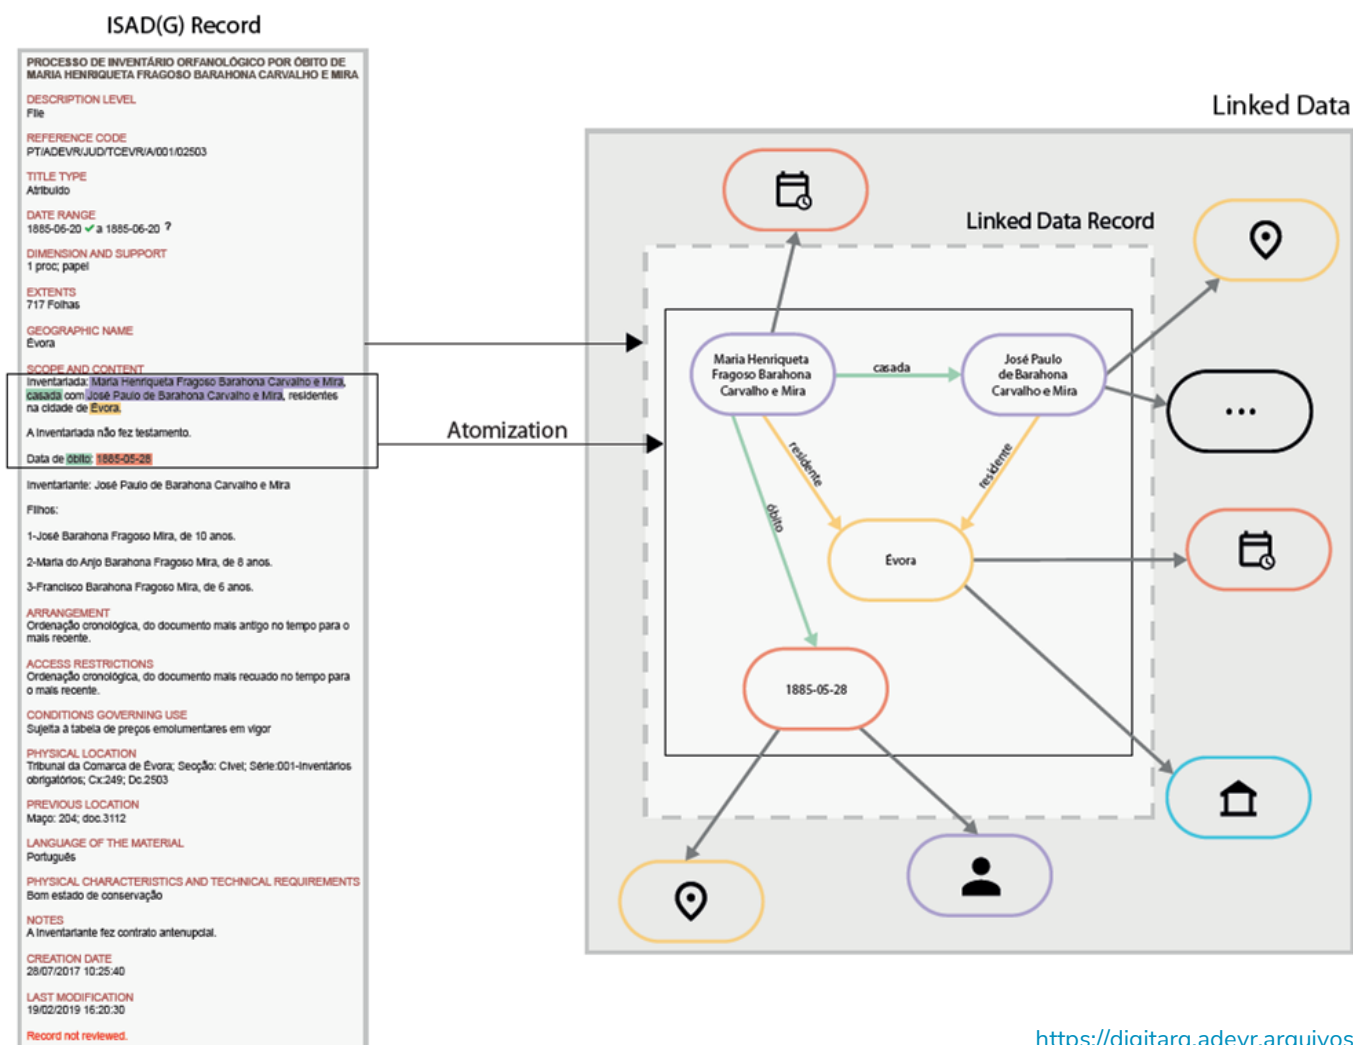 ISAD(G) Record
PROCESSO DE INVENTÁRIO ORFANOLÓGICO POR ÓBITO DE
MARIA HENRIQUETA FRAGOSO BARAHONA CARVALHO E MIRA
DESCRIPTION LEVEL
File
REFERENCE CODE
PT/ADEVR/JUD/TCEVR/A/001/02503
TITLE TYPE
Atribuído
DATE RANGE
1885-06-20 ✓ a 1885-06-20 ?
DIMENSION AND SUPPORT
1 proc; papel
EXTENTS
717 Folhas
GEOGRAPHIC NAME
Évora
SCOPE AND CONTENT
Inventariada: Maria Henriqueta Fragoso Barahona Carvalho e Mira,
casada com José Paulo de Barahona Carvalho e Mira, residentes
na cidade de Évora.
A Inventariada não fez testamento.
Data de óbito: 1885-05-28
Inventariante: José Paulo de Barahona Carvalho e Mira
Filhos:
1-José Barahona Fragoso Mira, de 10 anos.
2-Maria do Anjo Barahona Fragoso Mira, de 8 anos.
3-Francisco Barahona Fragoso Mira, de 6 anos.
ARRANGEMENT
Ordenação cronológica, do documento mais antigo no tempo para o
mais recente.
ACCESS RESTRICTIONS
Ordenação cronológica, do documento mais recuado no tempo para
o mais recente.
CONDITIONS GOVERNING USE
Sujeita à tabela de preços emolumentares em vigor
PHYSICAL LOCATION
Tribunal da Comarca de Évora; Secção: Cível; Série:001-Inventários
obrigatórios; Cx:249; Dc.2503
PREVIOUS LOCATION
Maço: 204; doc.3112
LANGUAGE OF THE MATERIAL
Português
PHYSICAL CHARACTERISTICS AND TECHNICAL REQUIREMENTS
Bom estado de conservação
NOTES
A Inventariante fez contrato antenupcial.
CREATION DATE
28/07/2017 10:25:40
LAST MODIFICATION
19/02/2019 16:20:30
Record not reviewed.
Atomization
Linked Data
Linked Data Record
Maria Henriqueta
Fragoso Barahona
Carvalho e Mira
casada
José Paulo
de Barahona
Carvalho e Mira
residente
residente
óbito
Évora
...
1885-05-28
https://digitarq.adevr.arquivos